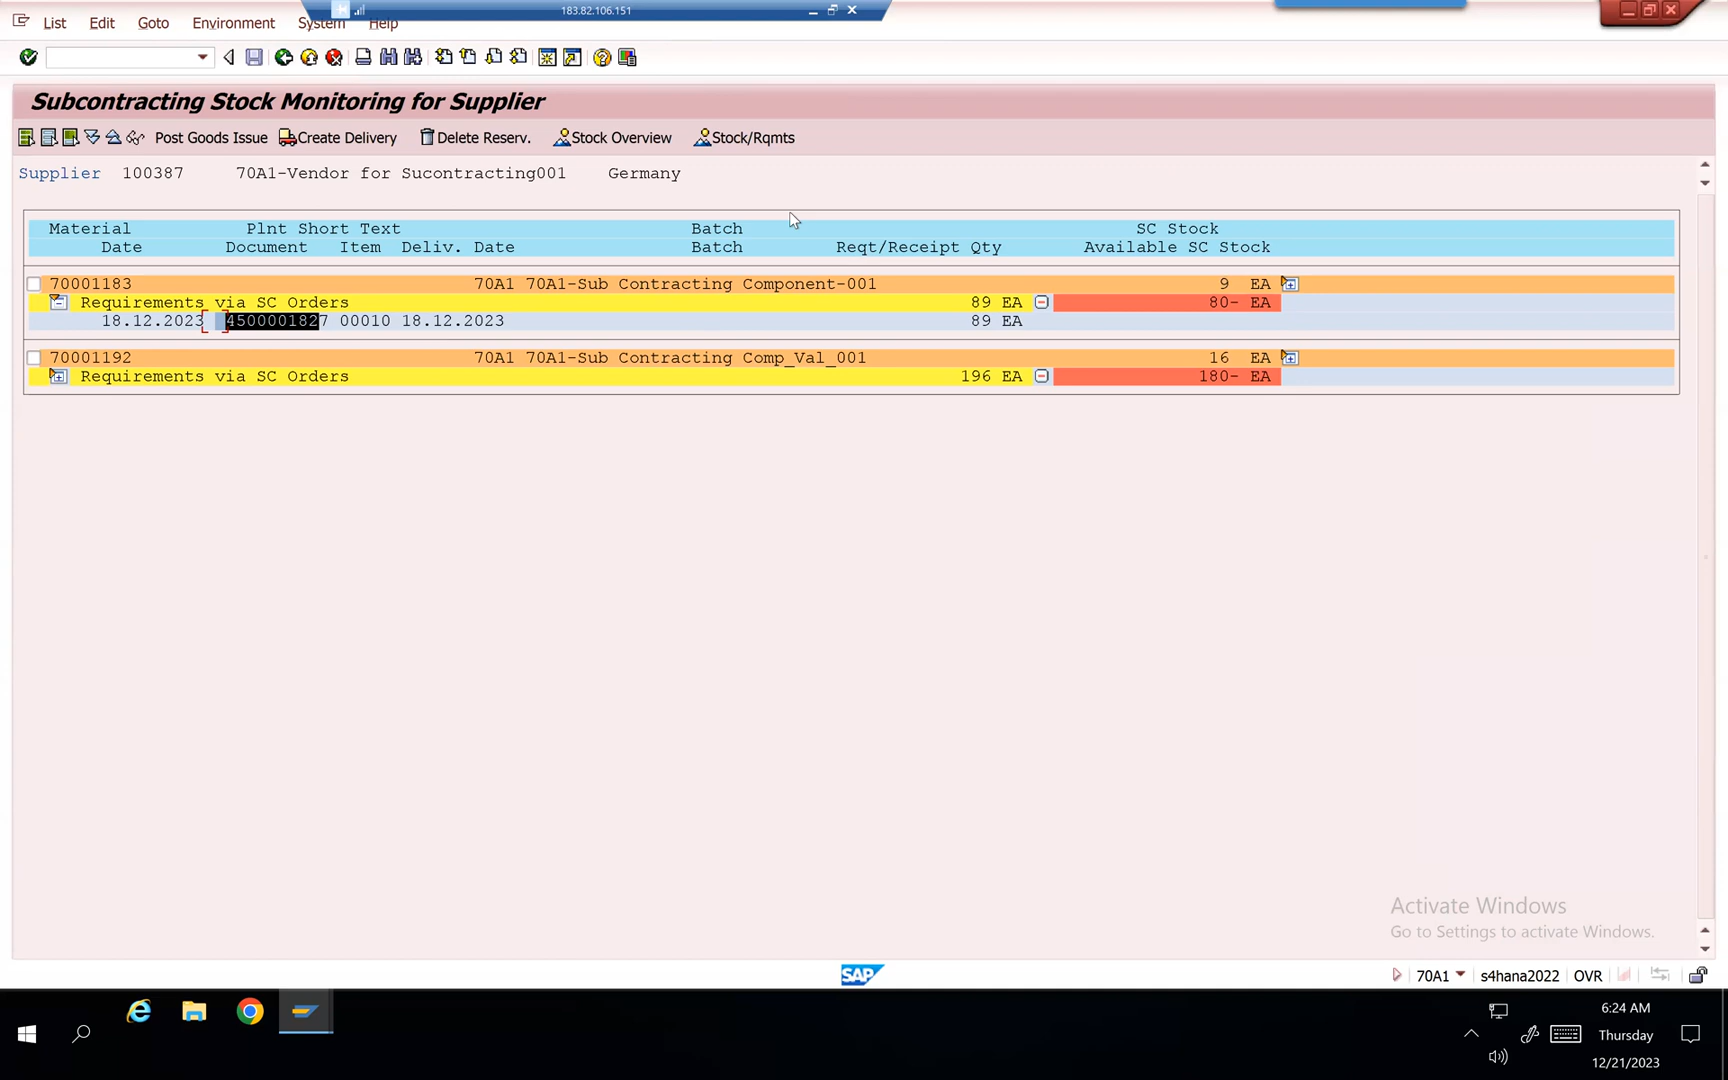 183.82.106.151
List Edit Goto Environment System Help
Subcontracting Stock Monitoring for Supplier
Post Goods Issue Create Delivery Delete Reserv. Stock Overview Stock/Rqmts
Supplier 100387 70A1-Vendor for Sucontracting001 Germany
Material Plnt Short Text Batch SC Stock
Date Document Item Deliv. Date Batch Reqt/Receipt Qty Available SC Stock
70001183 70A1 70A1-Sub Contracting Component-001 9 EA
Requirements via SC Orders 89 EA 80- EA
18.12.2023 4500001827 00010 18.12.2023 89 EA
70001192 70A1 70A1-Sub Contracting Comp_Val_001 16 EA
Requirements via SC Orders 196 EA 180- EA
Activate Windows
Go to Settings to activate Windows.
SAP 70A1 s4hana2022 OVR
6:24 AM
Thursday
12/21/2023